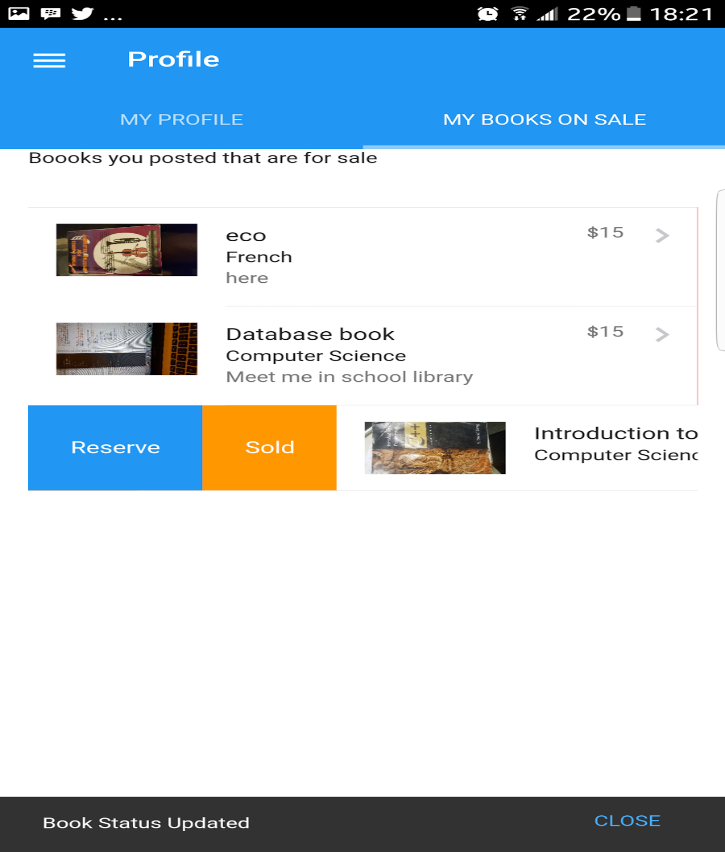 ... 22% 18:21
Profile
MY PROFILE MY BOOKS ON SALE
Boooks you posted that are for sale
eco $15
French
here
Database book $15
Computer Science
Meet me in school library
Reserve Sold Introduction to
Computer Scienc
Book Status Updated CLOSE